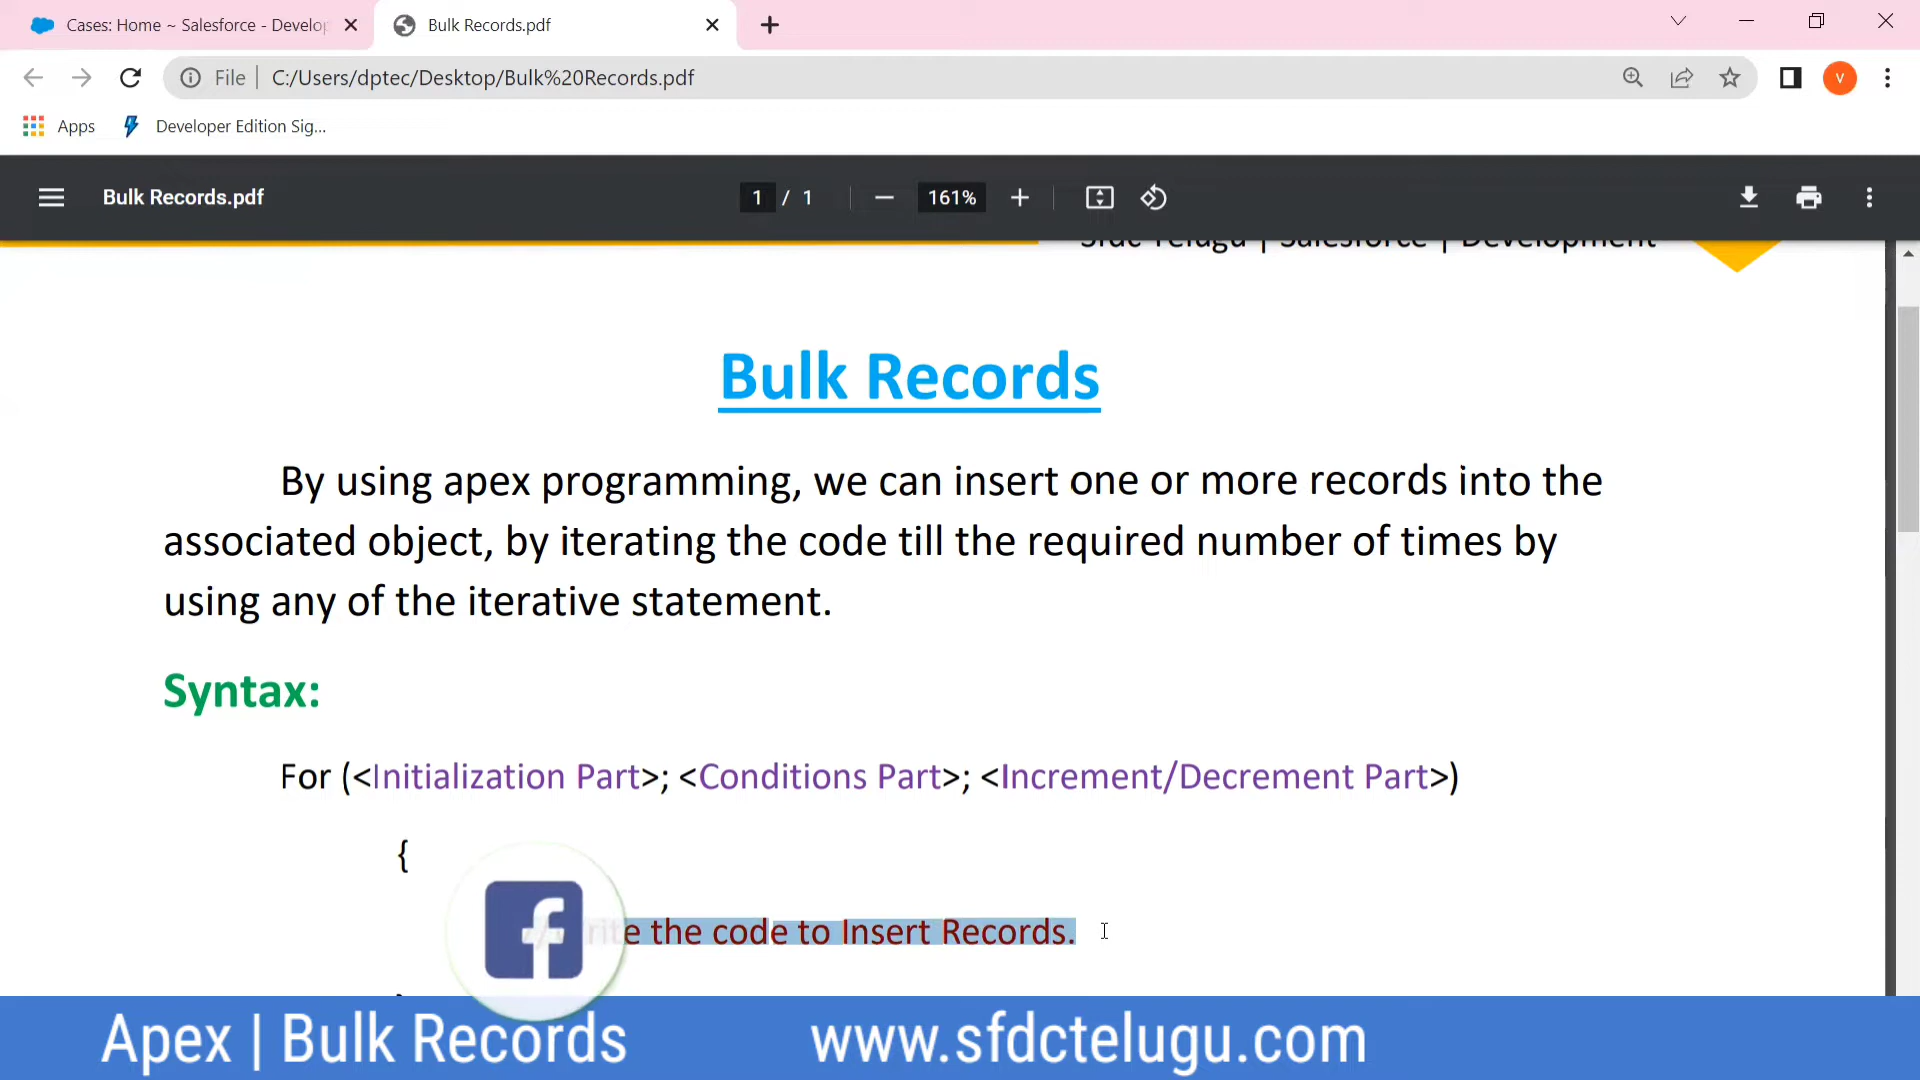 Cases: Home ~ Salesforce - Develop
Bulk Records.pdf
File
C:/Users/dptec/Desktop/Bulk%20Records.pdf
V
Apps
Developer Edition Sig...
Bulk Records.pdf
1 / 1
161%
Sfdc Telugu | Salesforce | Development
Bulk Records
By using apex programming, we can insert one or more records into the
associated object, by iterating the code till the required number of times by
using any of the iterative statement.
Syntax:
For (<Initialization Part>; <Conditions Part>; <Increment/Decrement Part>)
{
the code to Insert Records.
Apex | Bulk Records
www.sfdctelugu.com